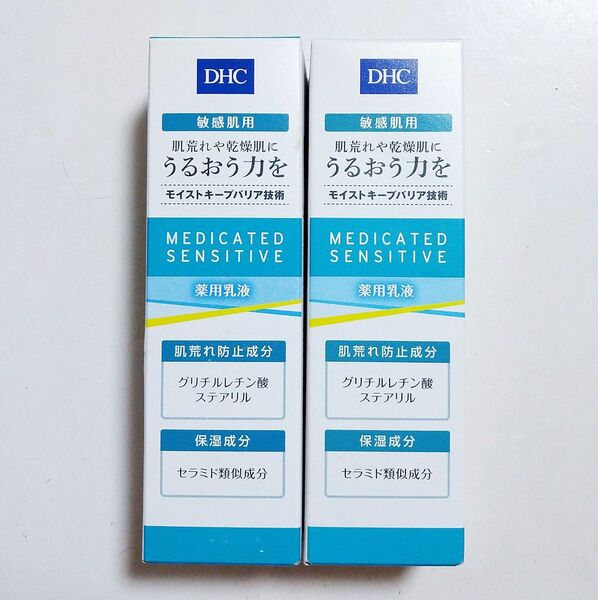 DHC
敏感肌用
肌荒れや乾燥肌に
うるおう力を
モイストキープバリア技術
MEDICATED
SENSITIVE
薬用乳液
肌荒れ防止成分
グリチルレチン酸
ステアリル
保湿成分
セラミド類似成分
DHC
敏感肌用
肌荒れや乾燥肌に
うるおう力を
モイストキープバリア技術
MEDICATED
SENSITIVE
薬用乳液
肌荒れ防止成分
グリチルレチン酸
ステアリル
保湿成分
セラミド類似成分